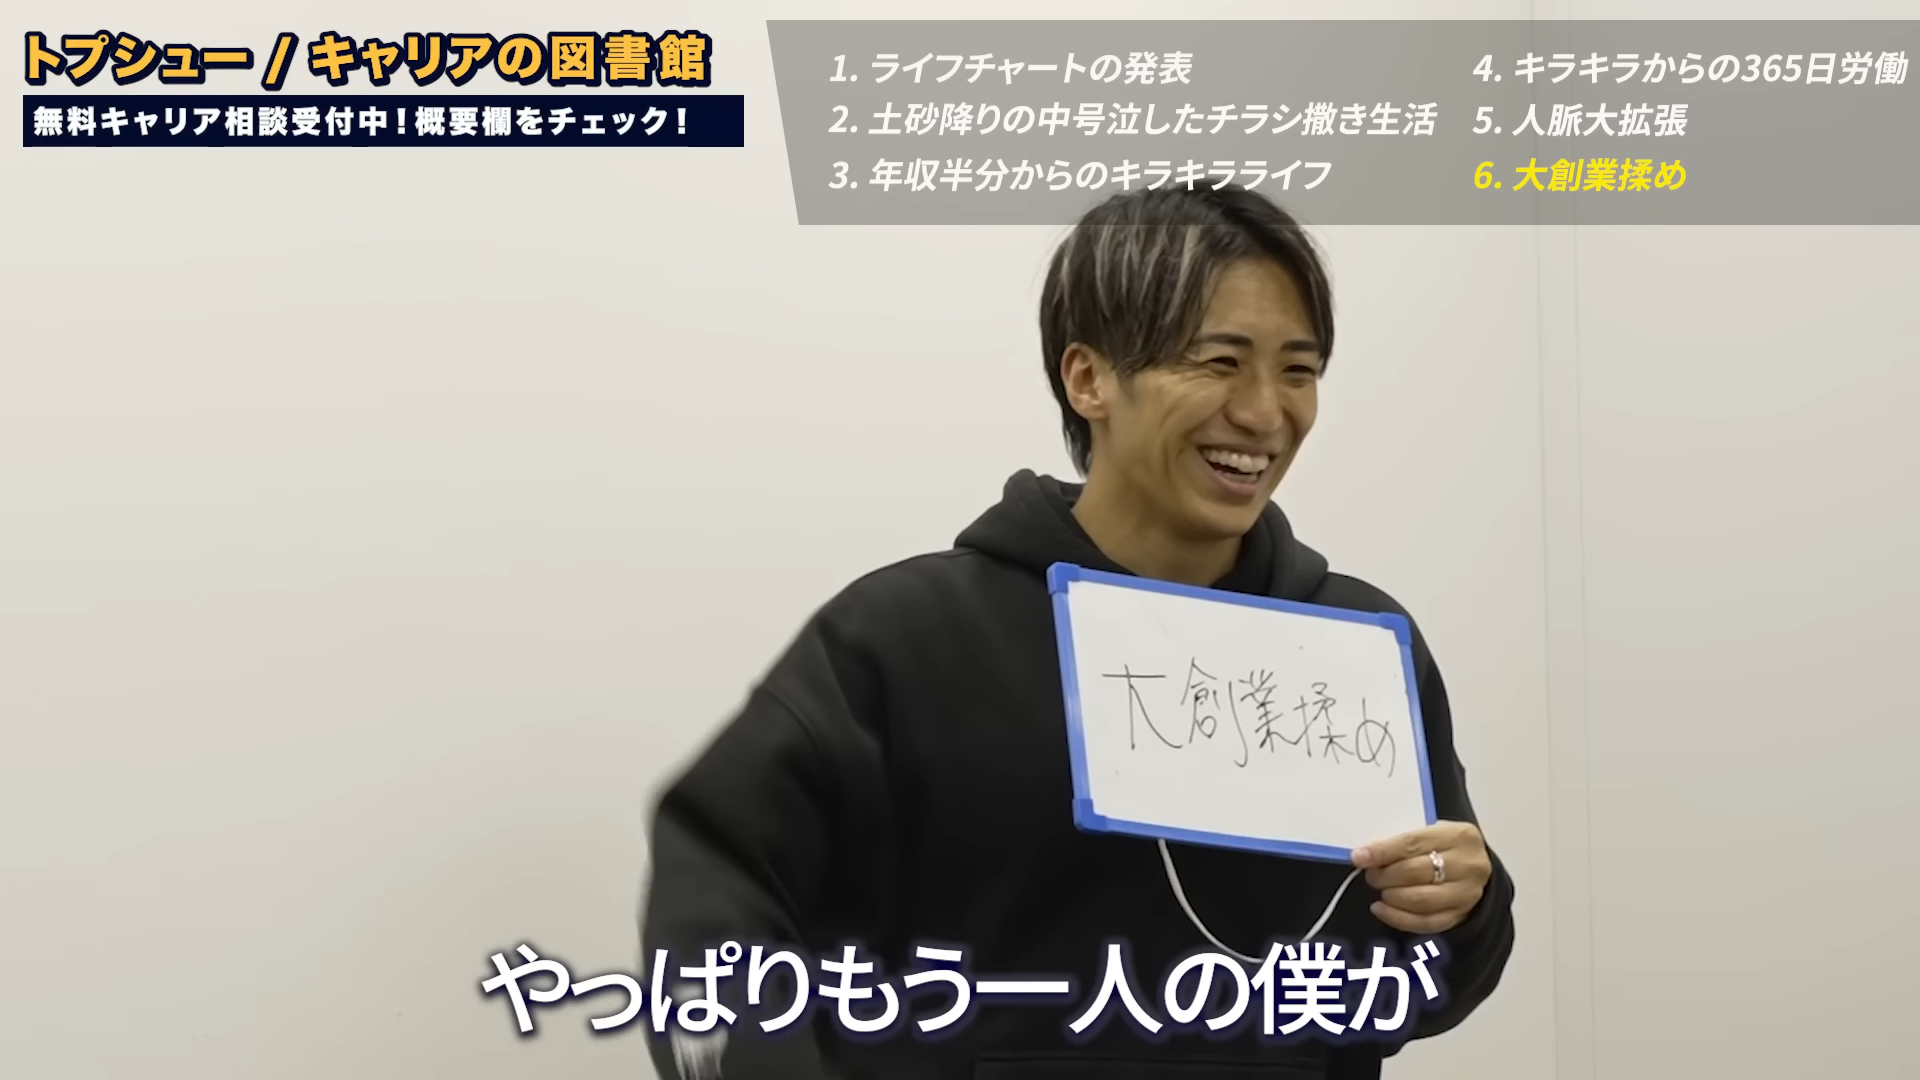 トプシュー / キャリアの図書館
無料キャリア相談受付中！概要欄をチェック！
1. ライフチャートの発表
2. 土砂降りの中号泣したチラシ撒き生活
3. 年収半分からのキラキラライフ
4. キラキラからの365日労働
5. 人脈大拡張
6. 大創業揉め
大創業揉め
やっぱりもう一人の僕が